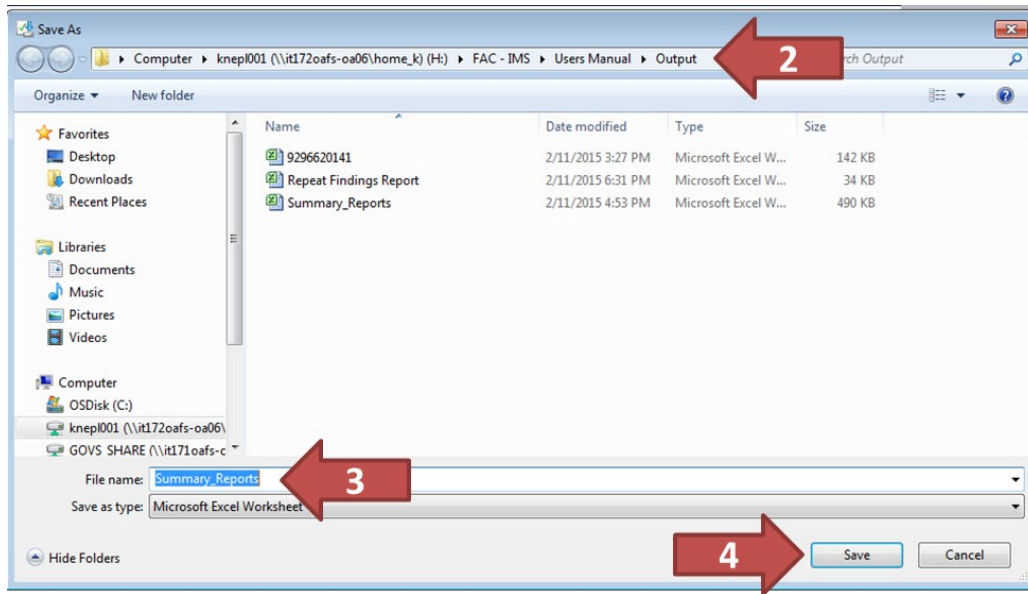 Save As
Computer ▸ knepl001 (\\it172oafs-oa06\home_k) (H:) ▸ FAC - IMS ▸ Users Manual ▸ Output
2
Output
Organize ▾ New folder
Favorites
Desktop
Downloads
Recent Places
Libraries
Documents
Music
Pictures
Videos
Computer
OSDisk (C:)
knepl001 (\\it172oafs-oa06\
GOVS SHARE (\\it171oafs-c
Name Date modified Type Size
9296620141 2/11/2015 3:27 PM Microsoft Excel W... 142 KB
Repeat Findings Report 2/11/2015 6:31 PM Microsoft Excel W... 34 KB
Summary_Reports 2/11/2015 4:53 PM Microsoft Excel W... 490 KB
File name: Summary_Reports
3
Save as type: Microsoft Excel Worksheet
Hide Folders
4
Save Cancel